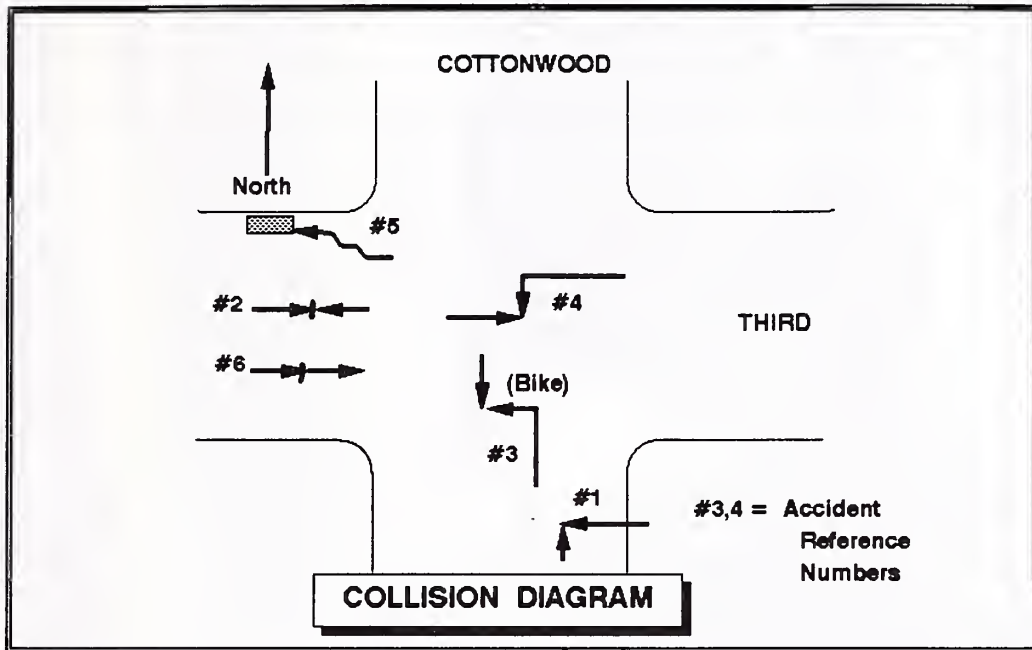 COTTONWOOD
North
#5
#2
#4
THIRD
#6
(Bike)
#3
#1
#3,4 = Accident
Reference
Numbers
COLLISION DIAGRAM